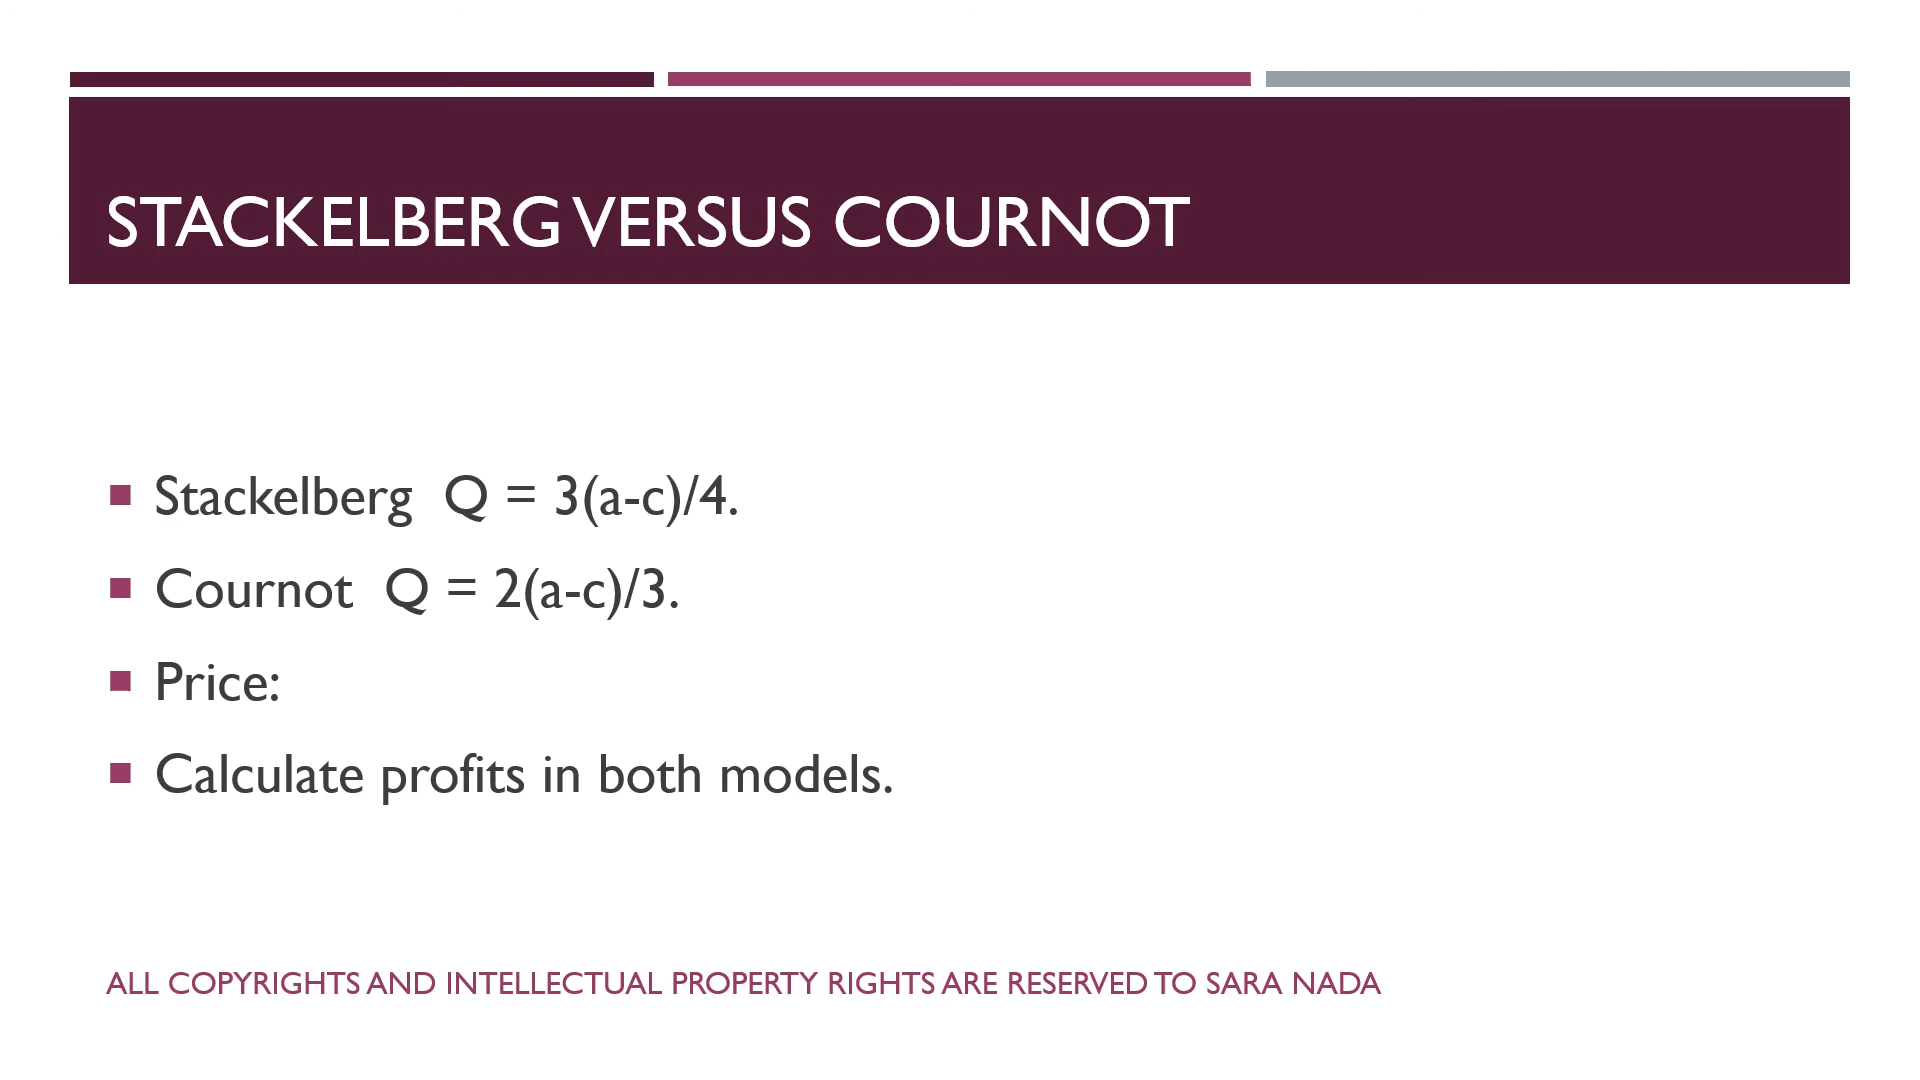 STACKELBERG VERSUS COURNOT
Stackelberg Q = 3(a-c)/4.
Cournot Q = 2(a-c)/3.
Price:
Calculate profits in both models.
ALL COPYRIGHTS AND INTELLECTUAL PROPERTY RIGHTS ARE RESERVED TO SARA NADA